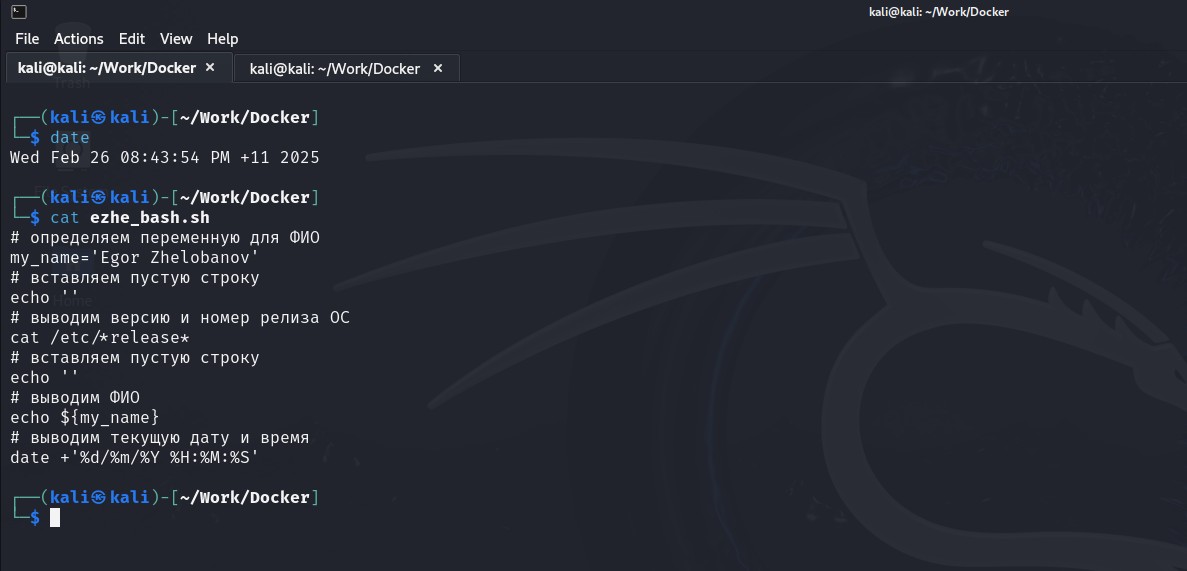 kali@kali: ~/Work/Docker
File Actions Edit View Help
kali@kali: ~/Work/Docker × kali@kali: ~/Work/Docker ×
┌──(kali㉿kali)-[~/Work/Docker]
└─$ date
Wed Feb 26 08:43:54 PM +11 2025
┌──(kali㉿kali)-[~/Work/Docker]
└─$ cat ezhe_bash.sh
# определяем переменную для ФИО
my_name='Egor Zhelobanov'
# вставляем пустую строку
echo ''
# выводим версию и номер релиза ОС
cat /etc/*release*
# вставляем пустую строку
echo ''
# выводим ФИО
echo ${my_name}
# выводим текущую дату и время
date +'%d/%m/%Y %H:%M:%S'
┌──(kali㉿kali)-[~/Work/Docker]
└─$